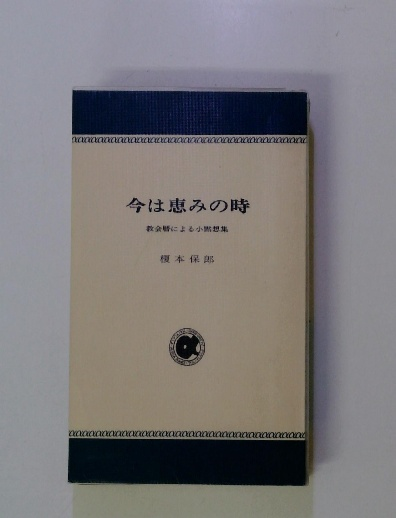 今は恵みの時
教会暦による小黙想集
榎本保郎